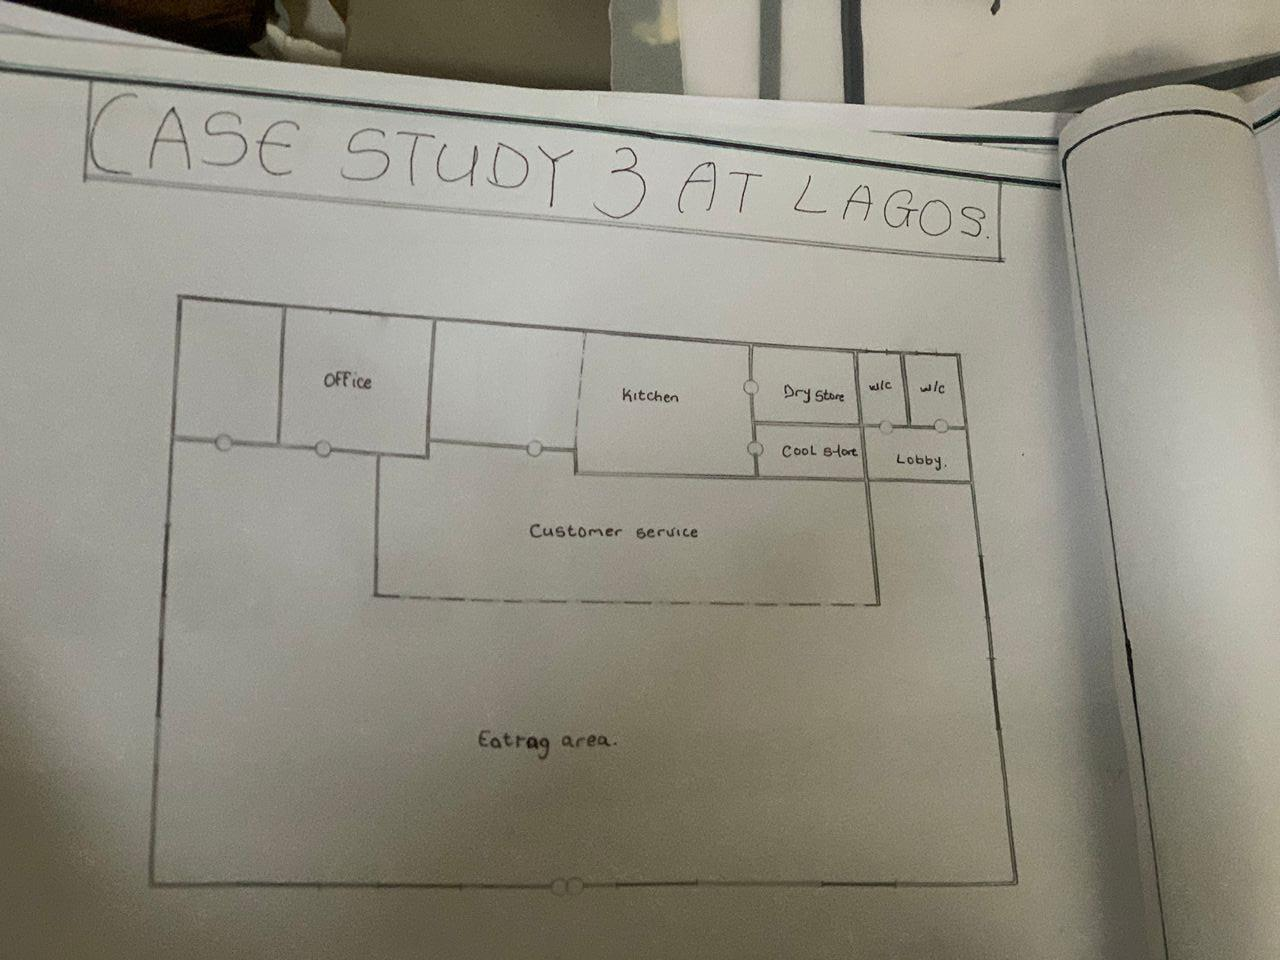 CASE STUDY 3 AT LAGOS.
Office
Kitchen
Dry store
w/c
w/c
Cool store
Lobby.
Customer service
Eatrag area.